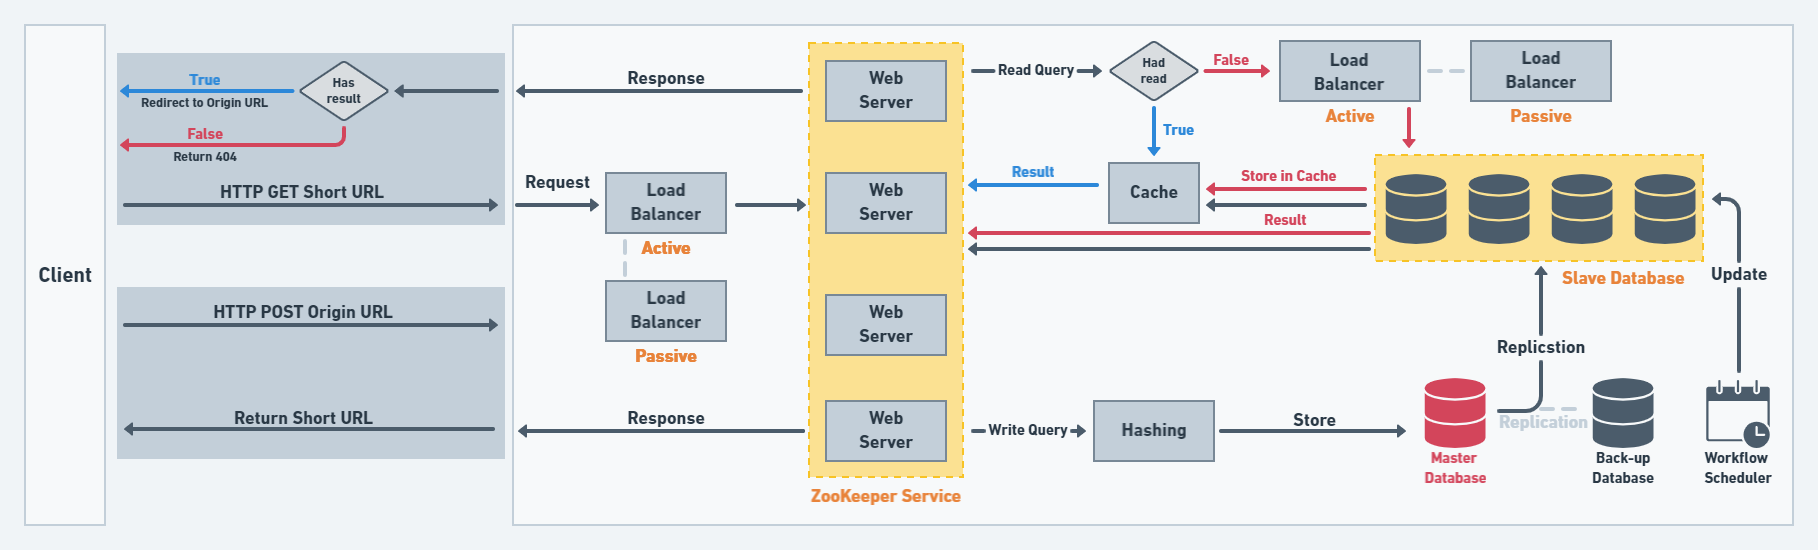 Client
True
Redirect to Origin URL
Has
result
False
Return 404
HTTP GET Short URL
HTTP POST Origin URL
Return Short URL
Response
Request
Load
Balancer
Active
Load
Balancer
Passive
Response
Web
Server
Web
Server
Web
Server
Web
Server
ZooKeeper Service
Read Query
Had
read
False
True
Load
Balancer
Active
Load
Balancer
Passive
Result
Cache
Store in Cache
Result
Slave Database
Update
Replicstion
Write Query
Hashing
Store
Replication
Master
Database
Back-up
Database
Workflow
Scheduler